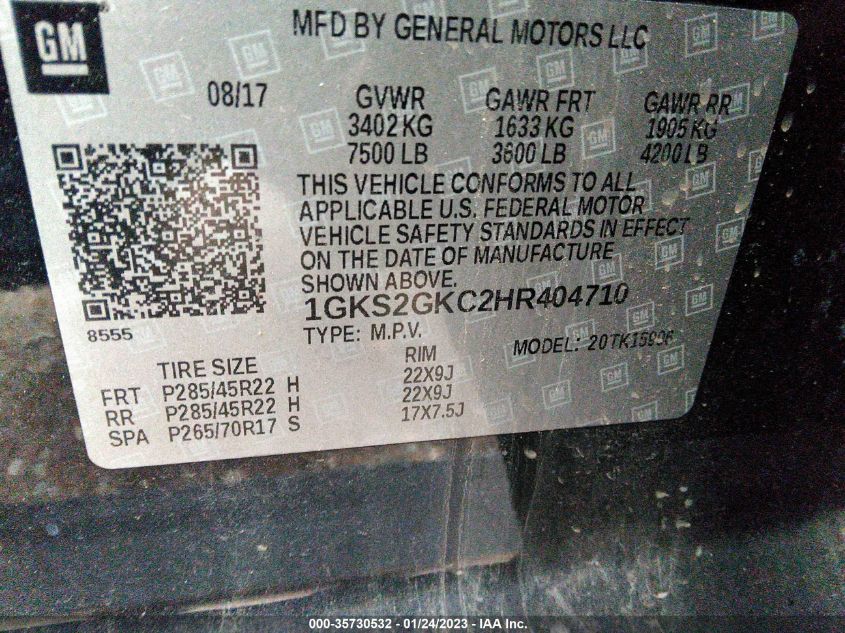 GM
MFD BY GENERAL MOTORS LLC
08/17
GVWR GAWR FRT GAWR RR
3402 KG 1633 KG 1905 KG
7500 LB 3600 LB 4200 LB
THIS VEHICLE CONFORMS TO ALL
APPLICABLE U.S. FEDERAL MOTOR
VEHICLE SAFETY STANDARDS IN EFFECT
ON THE DATE OF MANUFACTURE
SHOWN ABOVE.
1GKS2GKC2HR404710
8555
TYPE: M.P.V.
MODEL: 20TK15906
TIRE SIZE RIM
FRT P285/45R22 H 22X9J
RR P285/45R22 H 22X9J
SPA P265/70R17 S 17X7.5J
000-35730532 — 01/24/2023 — IAA Inc.